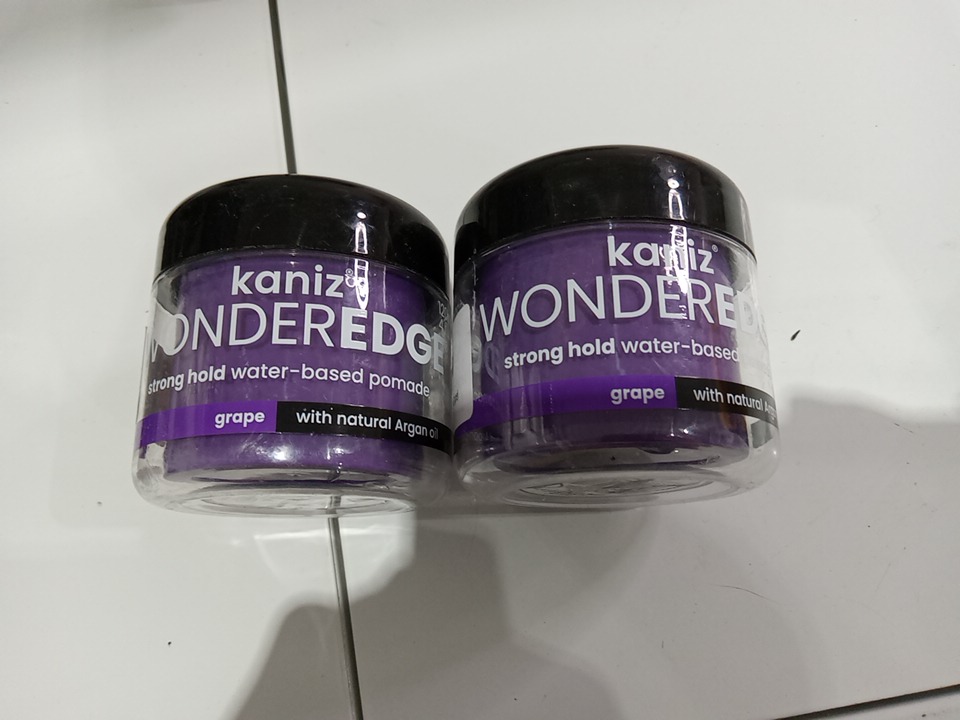 kaniz®
WONDEREDGE
strong hold water-based pomade
grape with natural Argan oil
kaniz®
WONDERED
strong hold water-based
grape with natural